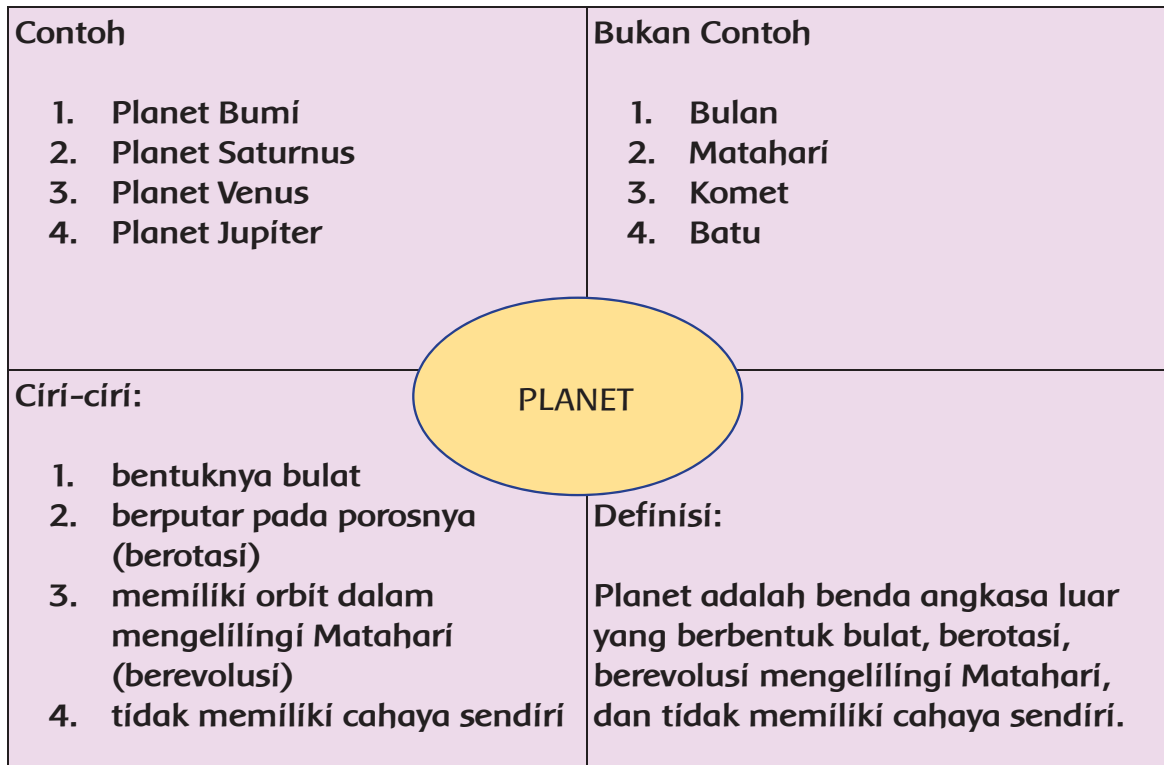 Contoh
1. Planet Bumi
2. Planet Saturnus
3. Planet Venus
4. Planet Jupiter
Bukan Contoh
1. Bulan
2. Matahari
3. Komet
4. Batu
PLANET
Ciri-ciri:
1. bentuknya bulat
2. berputar pada porosnya
(berotasi)
3. memiliki orbit dalam
mengelilingi Matahari
(berevolusi)
4. tidak memiliki cahaya sendiri
Definisi:
Planet adalah benda angkasa luar
yang berbentuk bulat, berotasi,
berevolusi mengelilingi Matahari,
dan tidak memiliki cahaya sendiri.